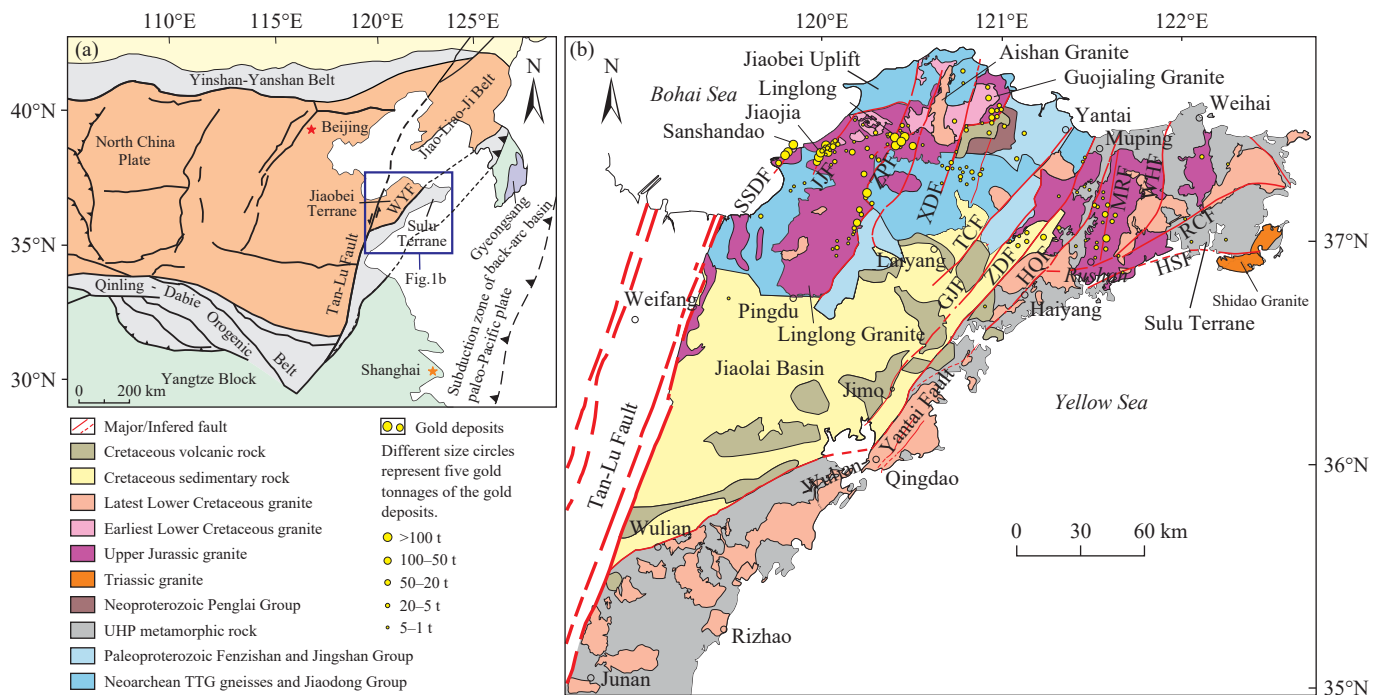 110°E 115°E 120°E 125°E
(a)
N
Yinshan-Yanshan Belt
40°N
Beijing
Jiao-Liao-Ji Belt
North China
Plate
Jiaobei
Terrane
WYF
Sulu
Terrane
35°N
Tan-Lu Fault
Fig.1b
Gyeongsang
back-arc basin
Subduction zone of
paleo-Pacific plate
Qinling - Dabie Orogenic Belt
Yangtze Block
Shanghai
30°N
0 200 km
Major/Infered fault
Cretaceous volcanic rock
Cretaceous sedimentary rock
Latest Lower Cretaceous granite
Earliest Lower Cretaceous granite
Upper Jurassic granite
Triassic granite
Neoproterozoic Penglai Group
UHP metamorphic rock
Paleoproterozoic Fenzishan and Jingshan Group
Neoarchean TTG gneisses and Jiaodong Group
Gold deposits
Different size circles
represent five gold
tonnages of the gold
deposits.
>100 t
100–50 t
50–20 t
20–5 t
5–1 t
120°E 121°E 122°E
(b)
N
Bohai Sea
Jiaobei Uplift
Linglong
Jiaojia
Sanshandao
Aishan Granite
Guojialing Granite
Yantai
Weihai
Muping
SSDF
JJF
ZPF
XDF
TCF
GJF
ZDF
HQF
MRF
WHF
RCF
HSF
37°N
Laiyang
Rushan
Shidao Granite
Sulu Terrane
Haiyang
Weifang
Pingdu
Linglong Granite
Jiaolai Basin
Jimo
Yellow Sea
Tan-Lu Fault
Wulian Yantai Fault
36°N
Qingdao
Wulian
0 30 60 km
Rizhao
Junan
35°N